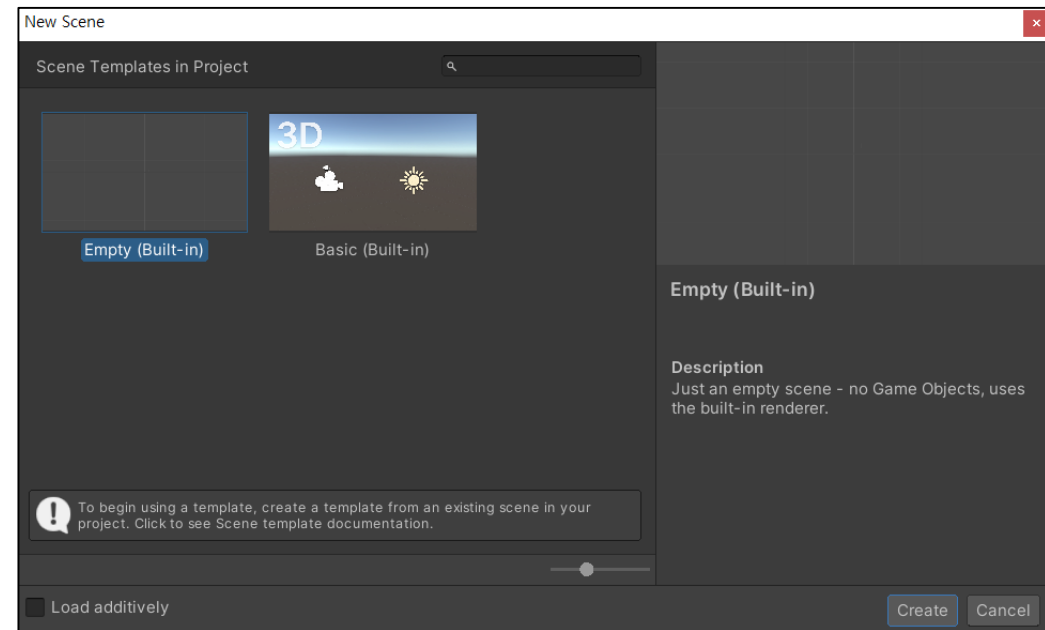 New Scene
Scene Templates in Project
3D
Empty (Built-in)
Basic (Built-in)
Empty (Built-in)
Description
Just an empty scene - no Game Objects, uses
the built-in renderer.
To begin using a template, create a template from an existing scene in your
project. Click to see Scene template documentation.
Load additively
Create
Cancel